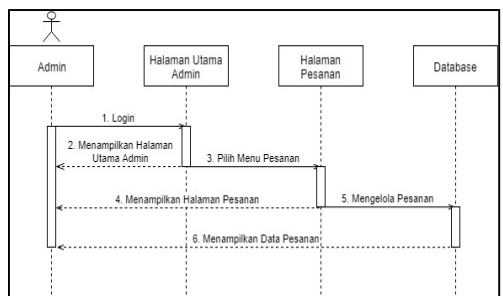 Admin
Halaman Utama
Admin
Halaman
Pesanan
Database
1. Login
2. Menampilkan Halaman
Utama Admin
3. Pilih Menu Pesanan
4. Menampilkan Halaman Pesanan
5. Mengelola Pesanan
6. Menampilkan Data Pesanan